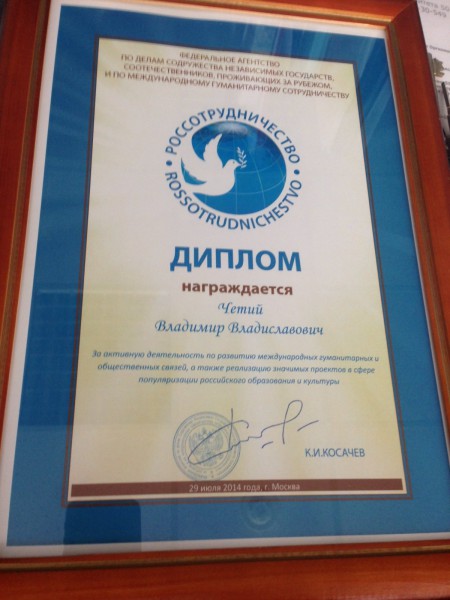 ФЕДЕРАЛЬНОЕ АГЕНТСТВО
ПО ДЕЛАМ СОДРУЖЕСТВА НЕЗАВИСИМЫХ ГОСУДАРСТВ,
СООТЕЧЕСТВЕННИКОВ, ПРОЖИВАЮЩИХ ЗА РУБЕЖОМ,
И ПО МЕЖДУНАРОДНОМУ ГУМАНИТАРНОМУ СОТРУДНИЧЕСТВУ
РОССОТРУДНИЧЕСТВО
ROSSOTRUDNICHESTVO
ДИПЛОМ
награждается
Четий
Владимир Владиславович
За активную деятельность по развитию международных гуманитарных и
общественных связей, а также реализацию значимых проектов в сфере
популяризации российского образования и культуры
К.И.КОСАЧЕВ
29 июля 2014 года, г. Москва